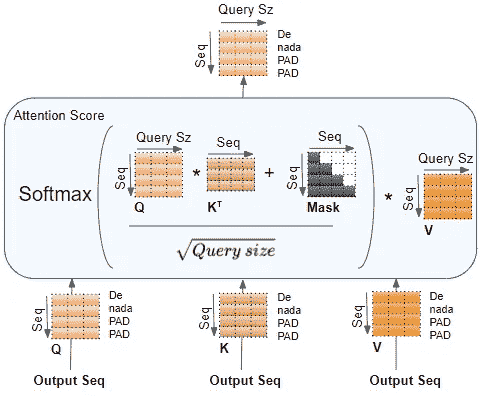 Query Sz
Seq
De
nada
PAD
PAD
Attention Score
Softmax
Query Sz
Seq
Q
*
Seq
Kᵀ
+
Seq
Seq
Mask
√Query size
*
Query Sz
Seq
V
Seq
De
nada
PAD
PAD
Q
Seq
De
nada
PAD
PAD
K
Seq
De
nada
PAD
PAD
V
Output Seq
Output Seq
Output Seq